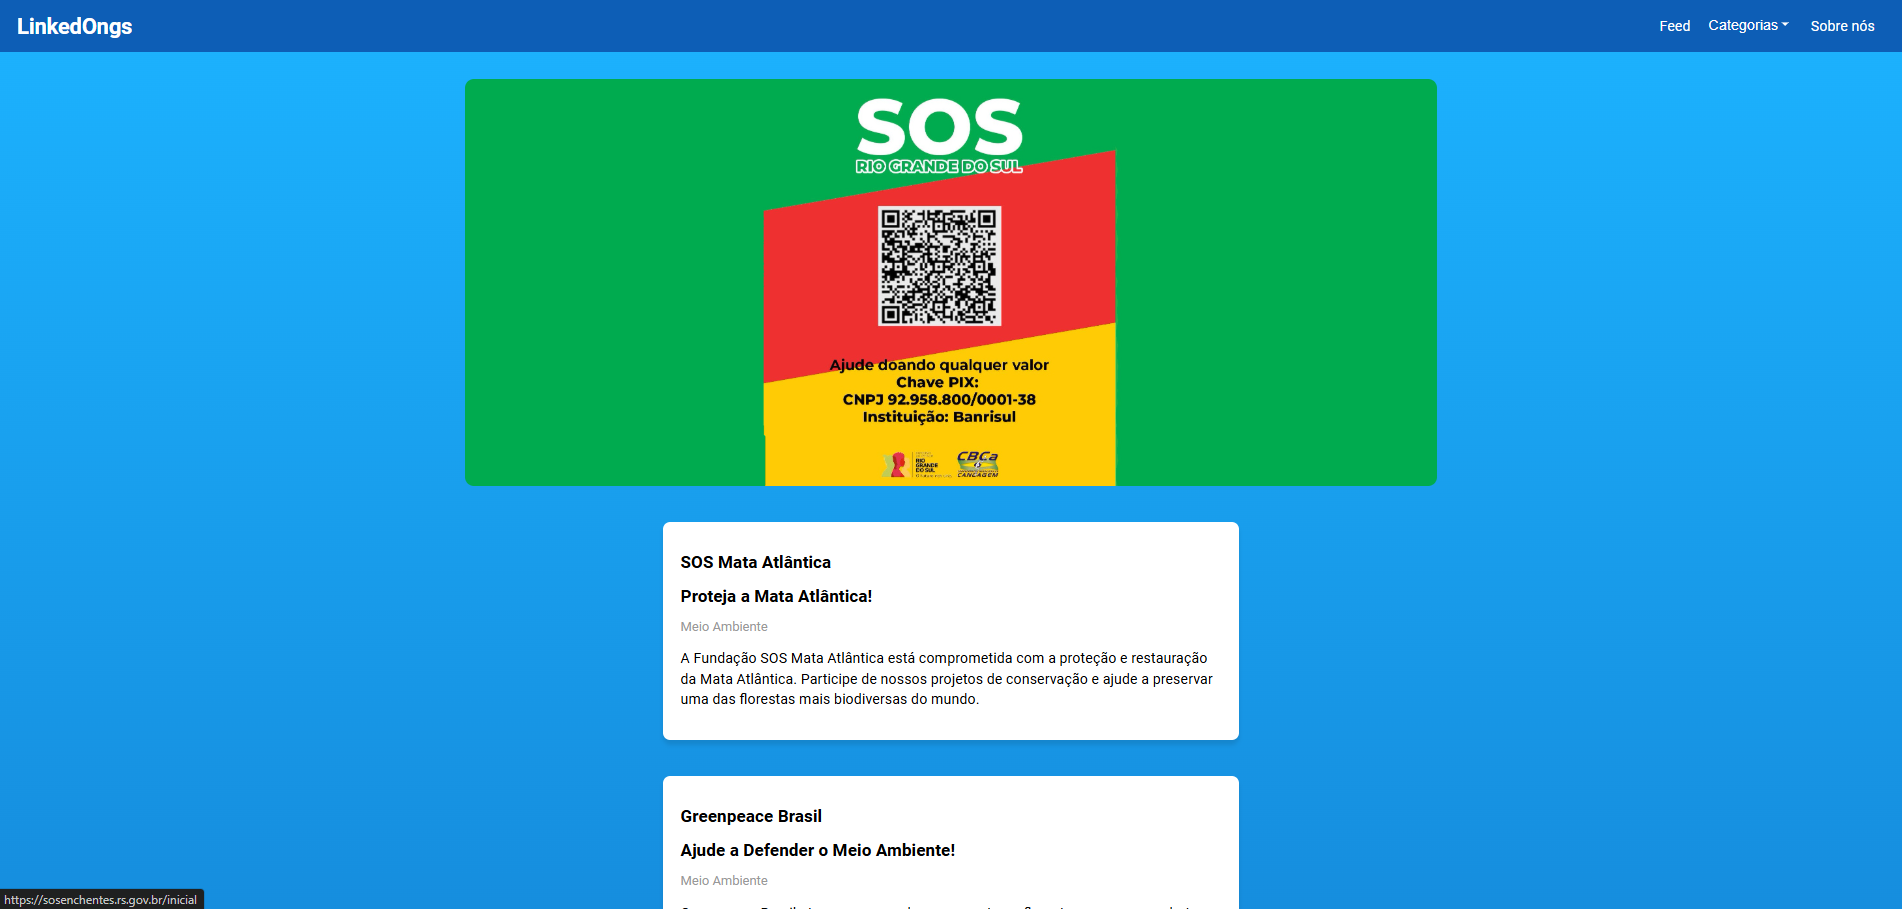 LinkedOngs
Feed
Categorias
Sobre nós
SOS
RIO GRANDE DO SUL
Ajude doando qualquer valor
Chave PIX:
CNPJ 92.958.800/0001-38
Instituição: Banrisul
RIO
GRANDE
DO SUL
CBCa
CANOAGEM
SOS Mata Atlântica
Proteja a Mata Atlântica!
Meio Ambiente
A Fundação SOS Mata Atlântica está comprometida com a proteção e restauração
da Mata Atlântica. Participe de nossos projetos de conservação e ajude a preservar
uma das florestas mais biodiversas do mundo.
Greenpeace Brasil
Ajude a Defender o Meio Ambiente!
Meio Ambiente
https://sosenchentes.rs.gov.br/inicial